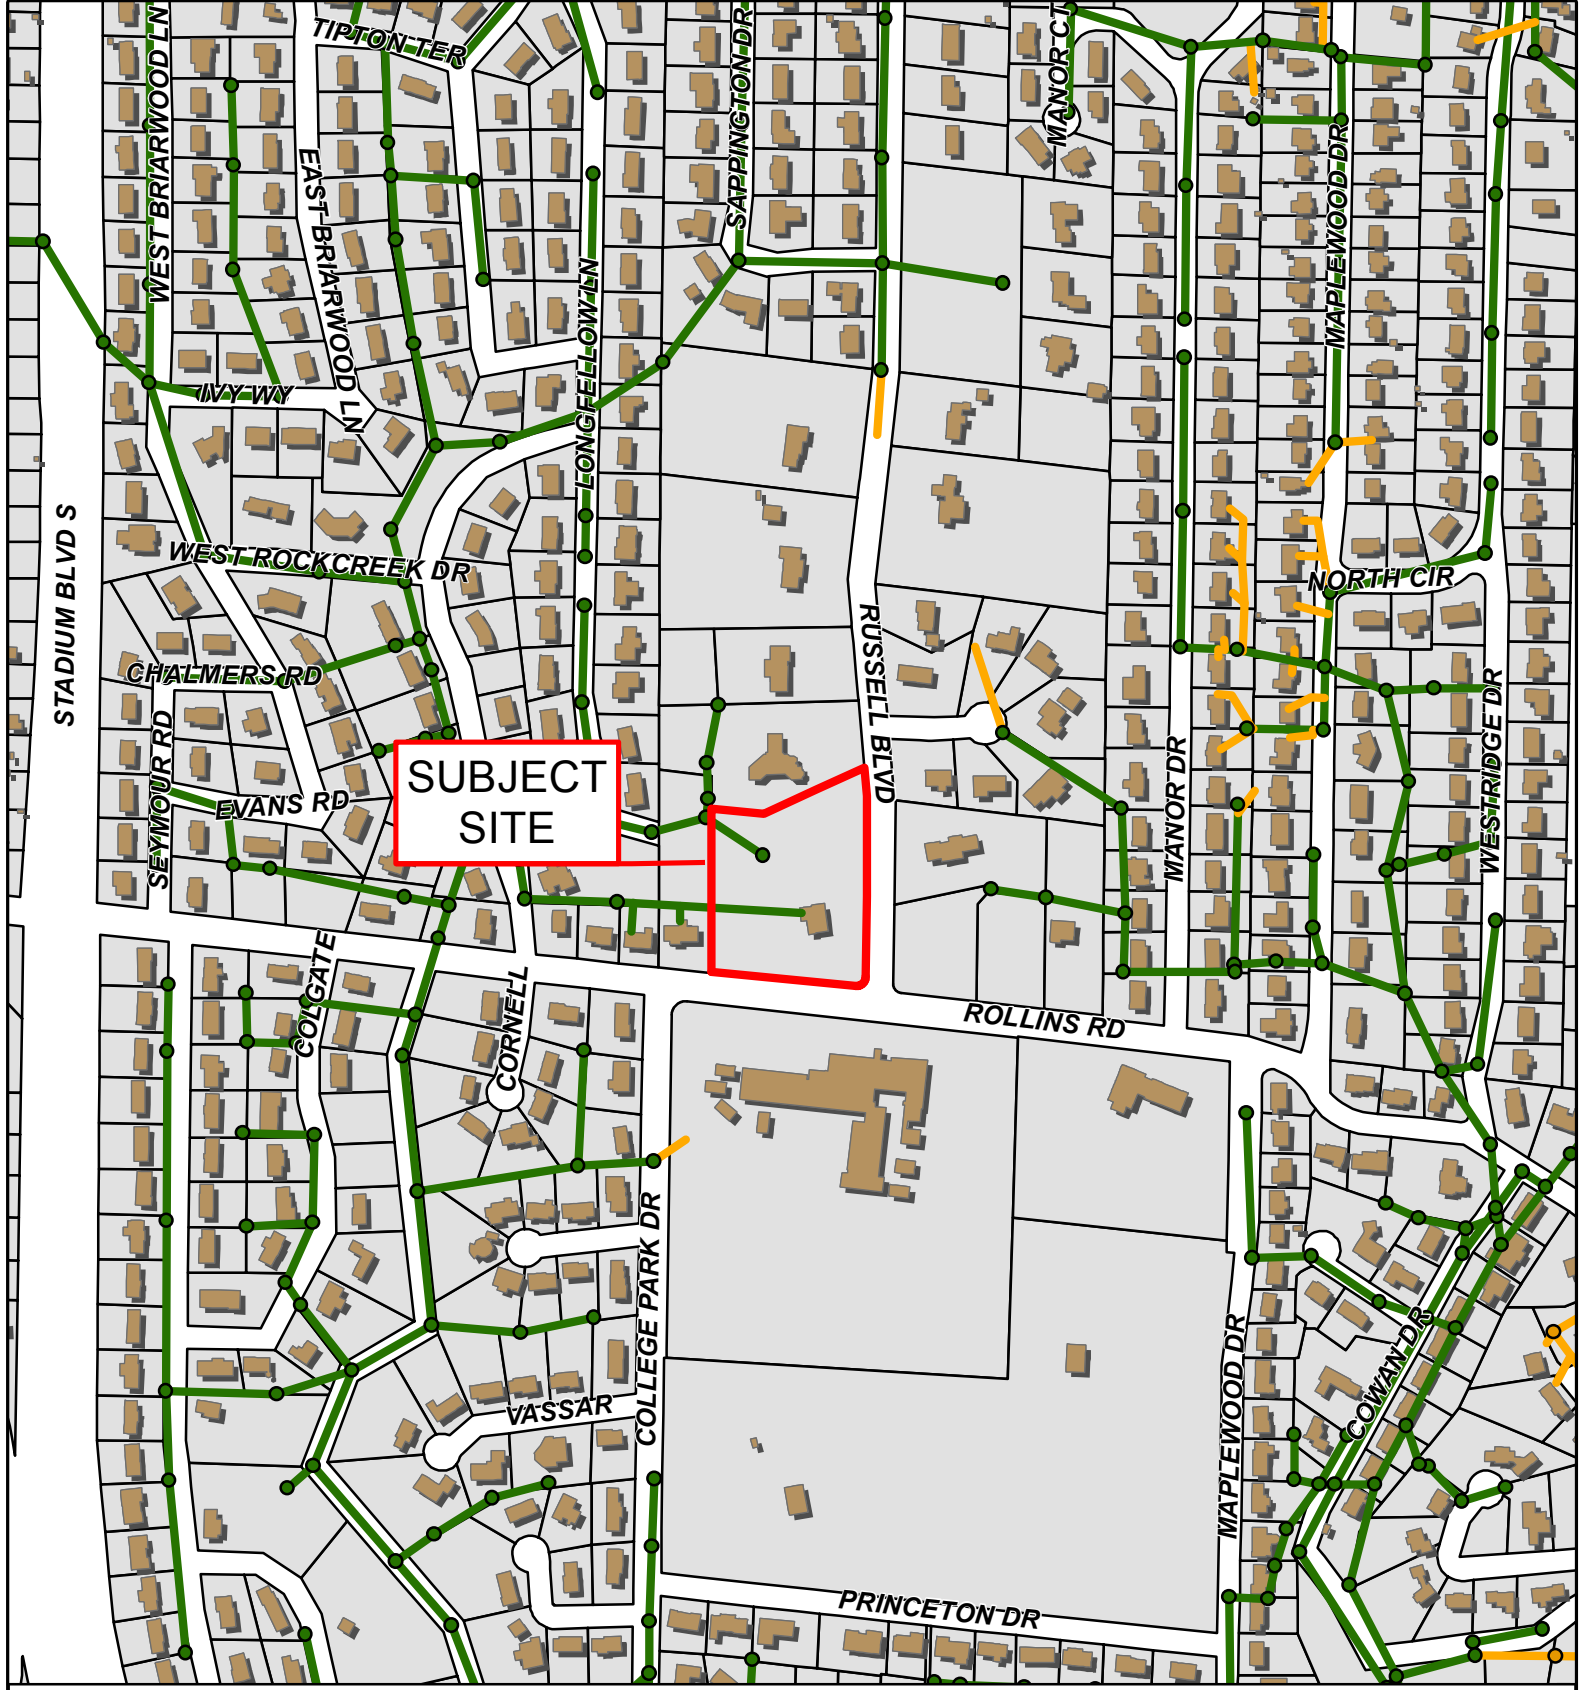 TIPTON TER
WEST BRIARWOOD LN
SAPPINGTON DR
MANOR CT
EAST BRIARWOOD LN
MAPLEWOOD DR
LONGFELLOW LN
IVY WY
STADIUM BLVD S
WEST ROCKCREEK DR
NORTH CIR
RUSSELL BLVD
CHALMERS RD
WESTRIDGE DR
SEYMOUR RD
MANOR DR
SUBJECT
SITE
EVANS RD
COLGATE
CORNELL
ROLLINS RD
COLLEGE PARK DR
MAPLEWOOD DR
COWAN DR
VASSAR
PRINCETON DR